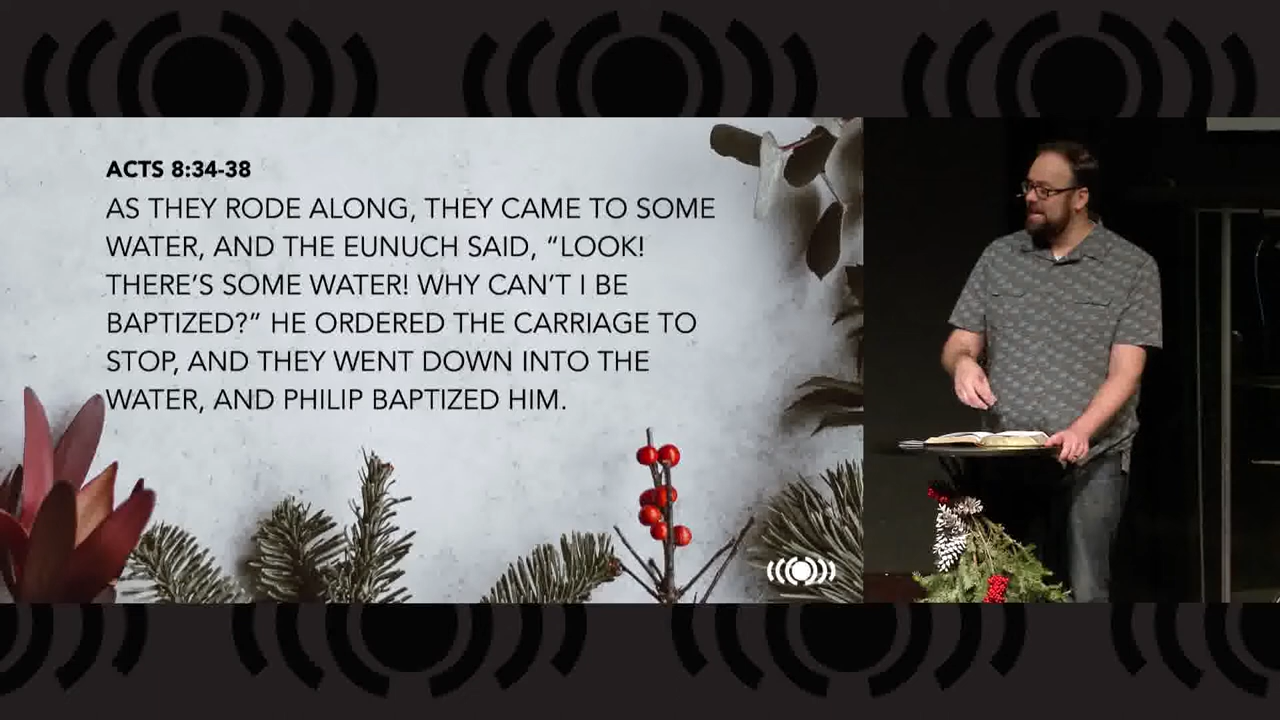 ACTS 8:34-38
AS THEY RODE ALONG, THEY CAME TO SOME
WATER, AND THE EUNUCH SAID, “LOOK!
THERE’S SOME WATER! WHY CAN’T I BE
BAPTIZED?” HE ORDERED THE CARRIAGE TO
STOP, AND THEY WENT DOWN INTO THE
WATER, AND PHILIP BAPTIZED HIM.